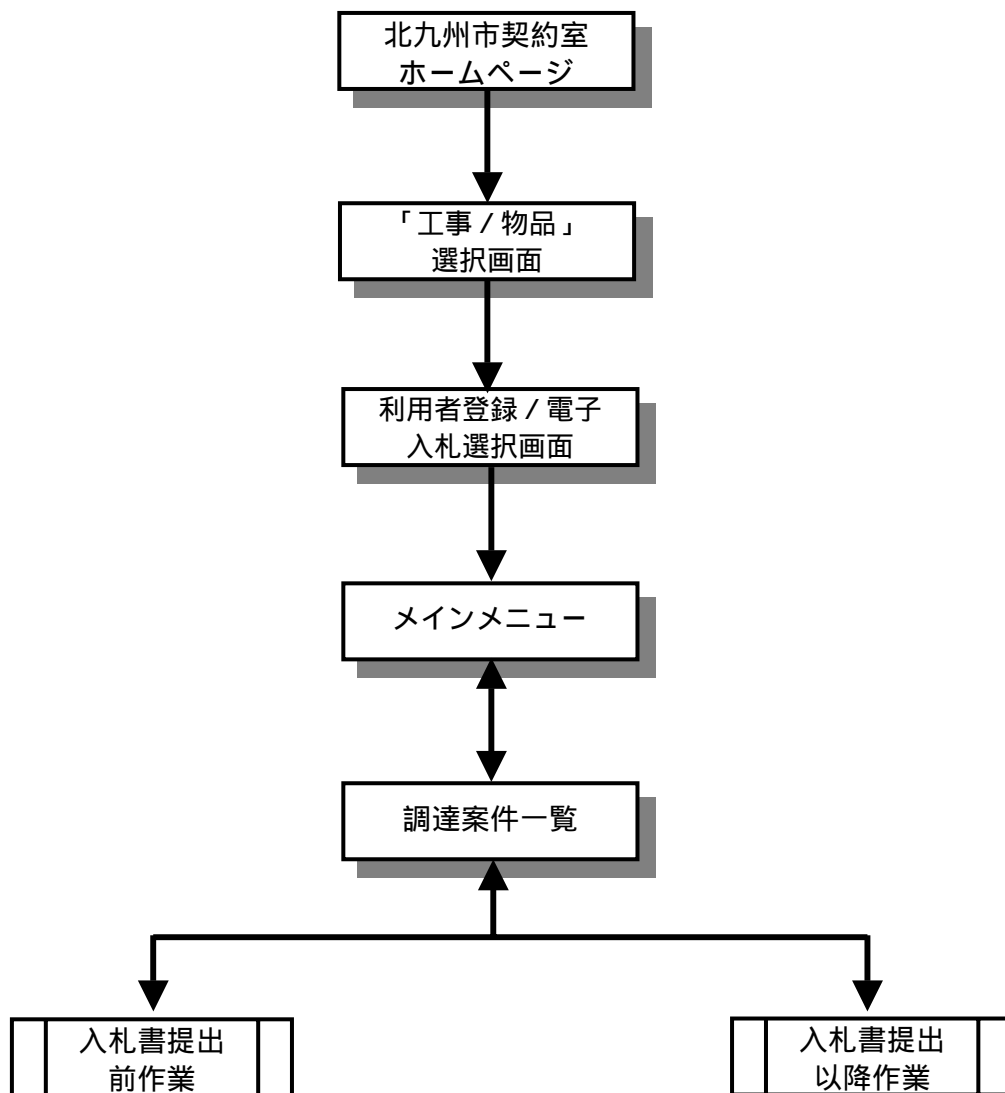 北九州市契約室
ホームページ
「工事／物品」
選択画面
利用者登録／電子
入札選択画面
メインメニュー
調達案件一覧
入札書提出
前作業
入札書提出
以降作業